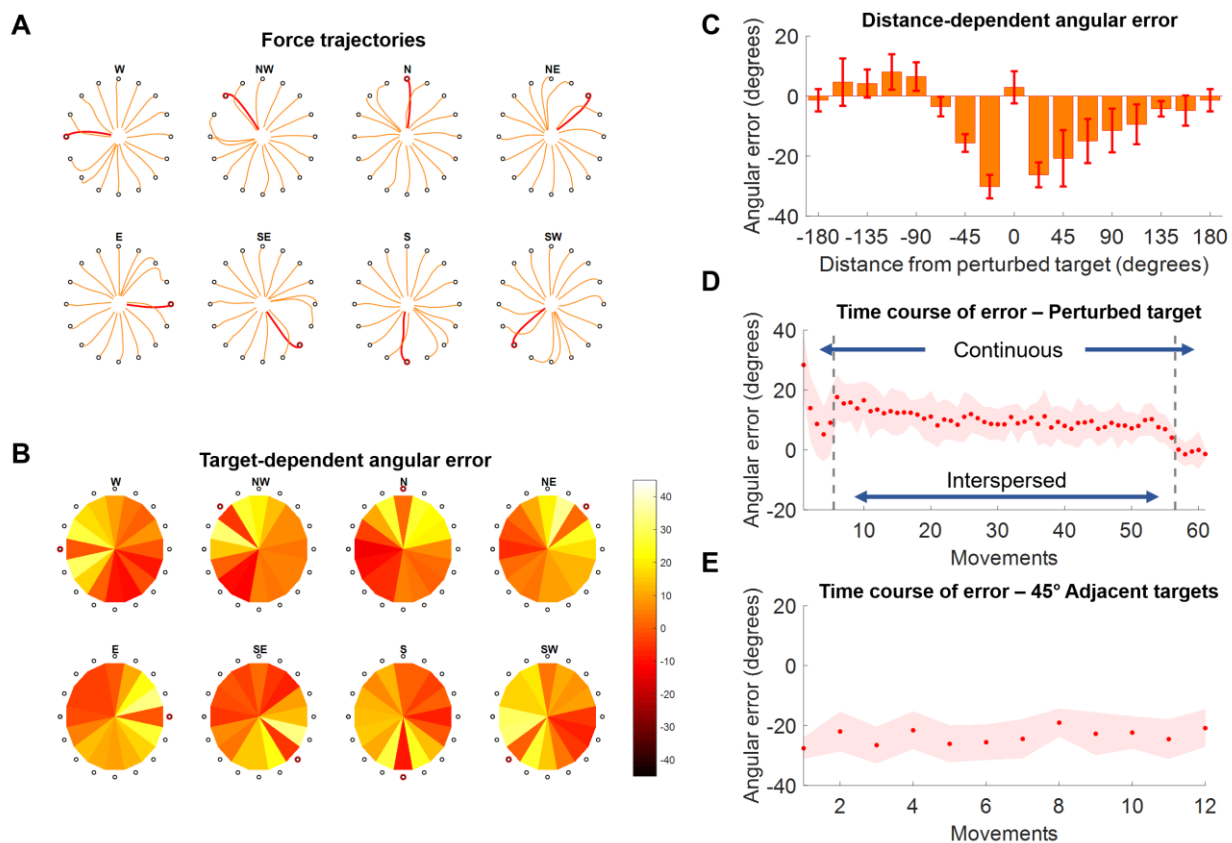 A
Force trajectories
W
NW
N
NE
E
SE
S
SW
B
Target-dependent angular error
W
NW
N
NE
E
SE
S
SW
40
30
20
10
0
-10
-20
-30
-40
C
Distance-dependent angular error
Angular error (degrees)
20
0
-20
-40
-180 -135 -90 -45 0 45 90 135 180
Distance from perturbed target (degrees)
D
Time course of error – Perturbed target
Angular error (degrees)
40
20
0
-20
Continuous
Interspersed
10 20 30 40 50 60
Movements
E
Time course of error – 45° Adjacent targets
Angular error (degrees)
20
0
-20
-40
2 4 6 8 10 12
Movements